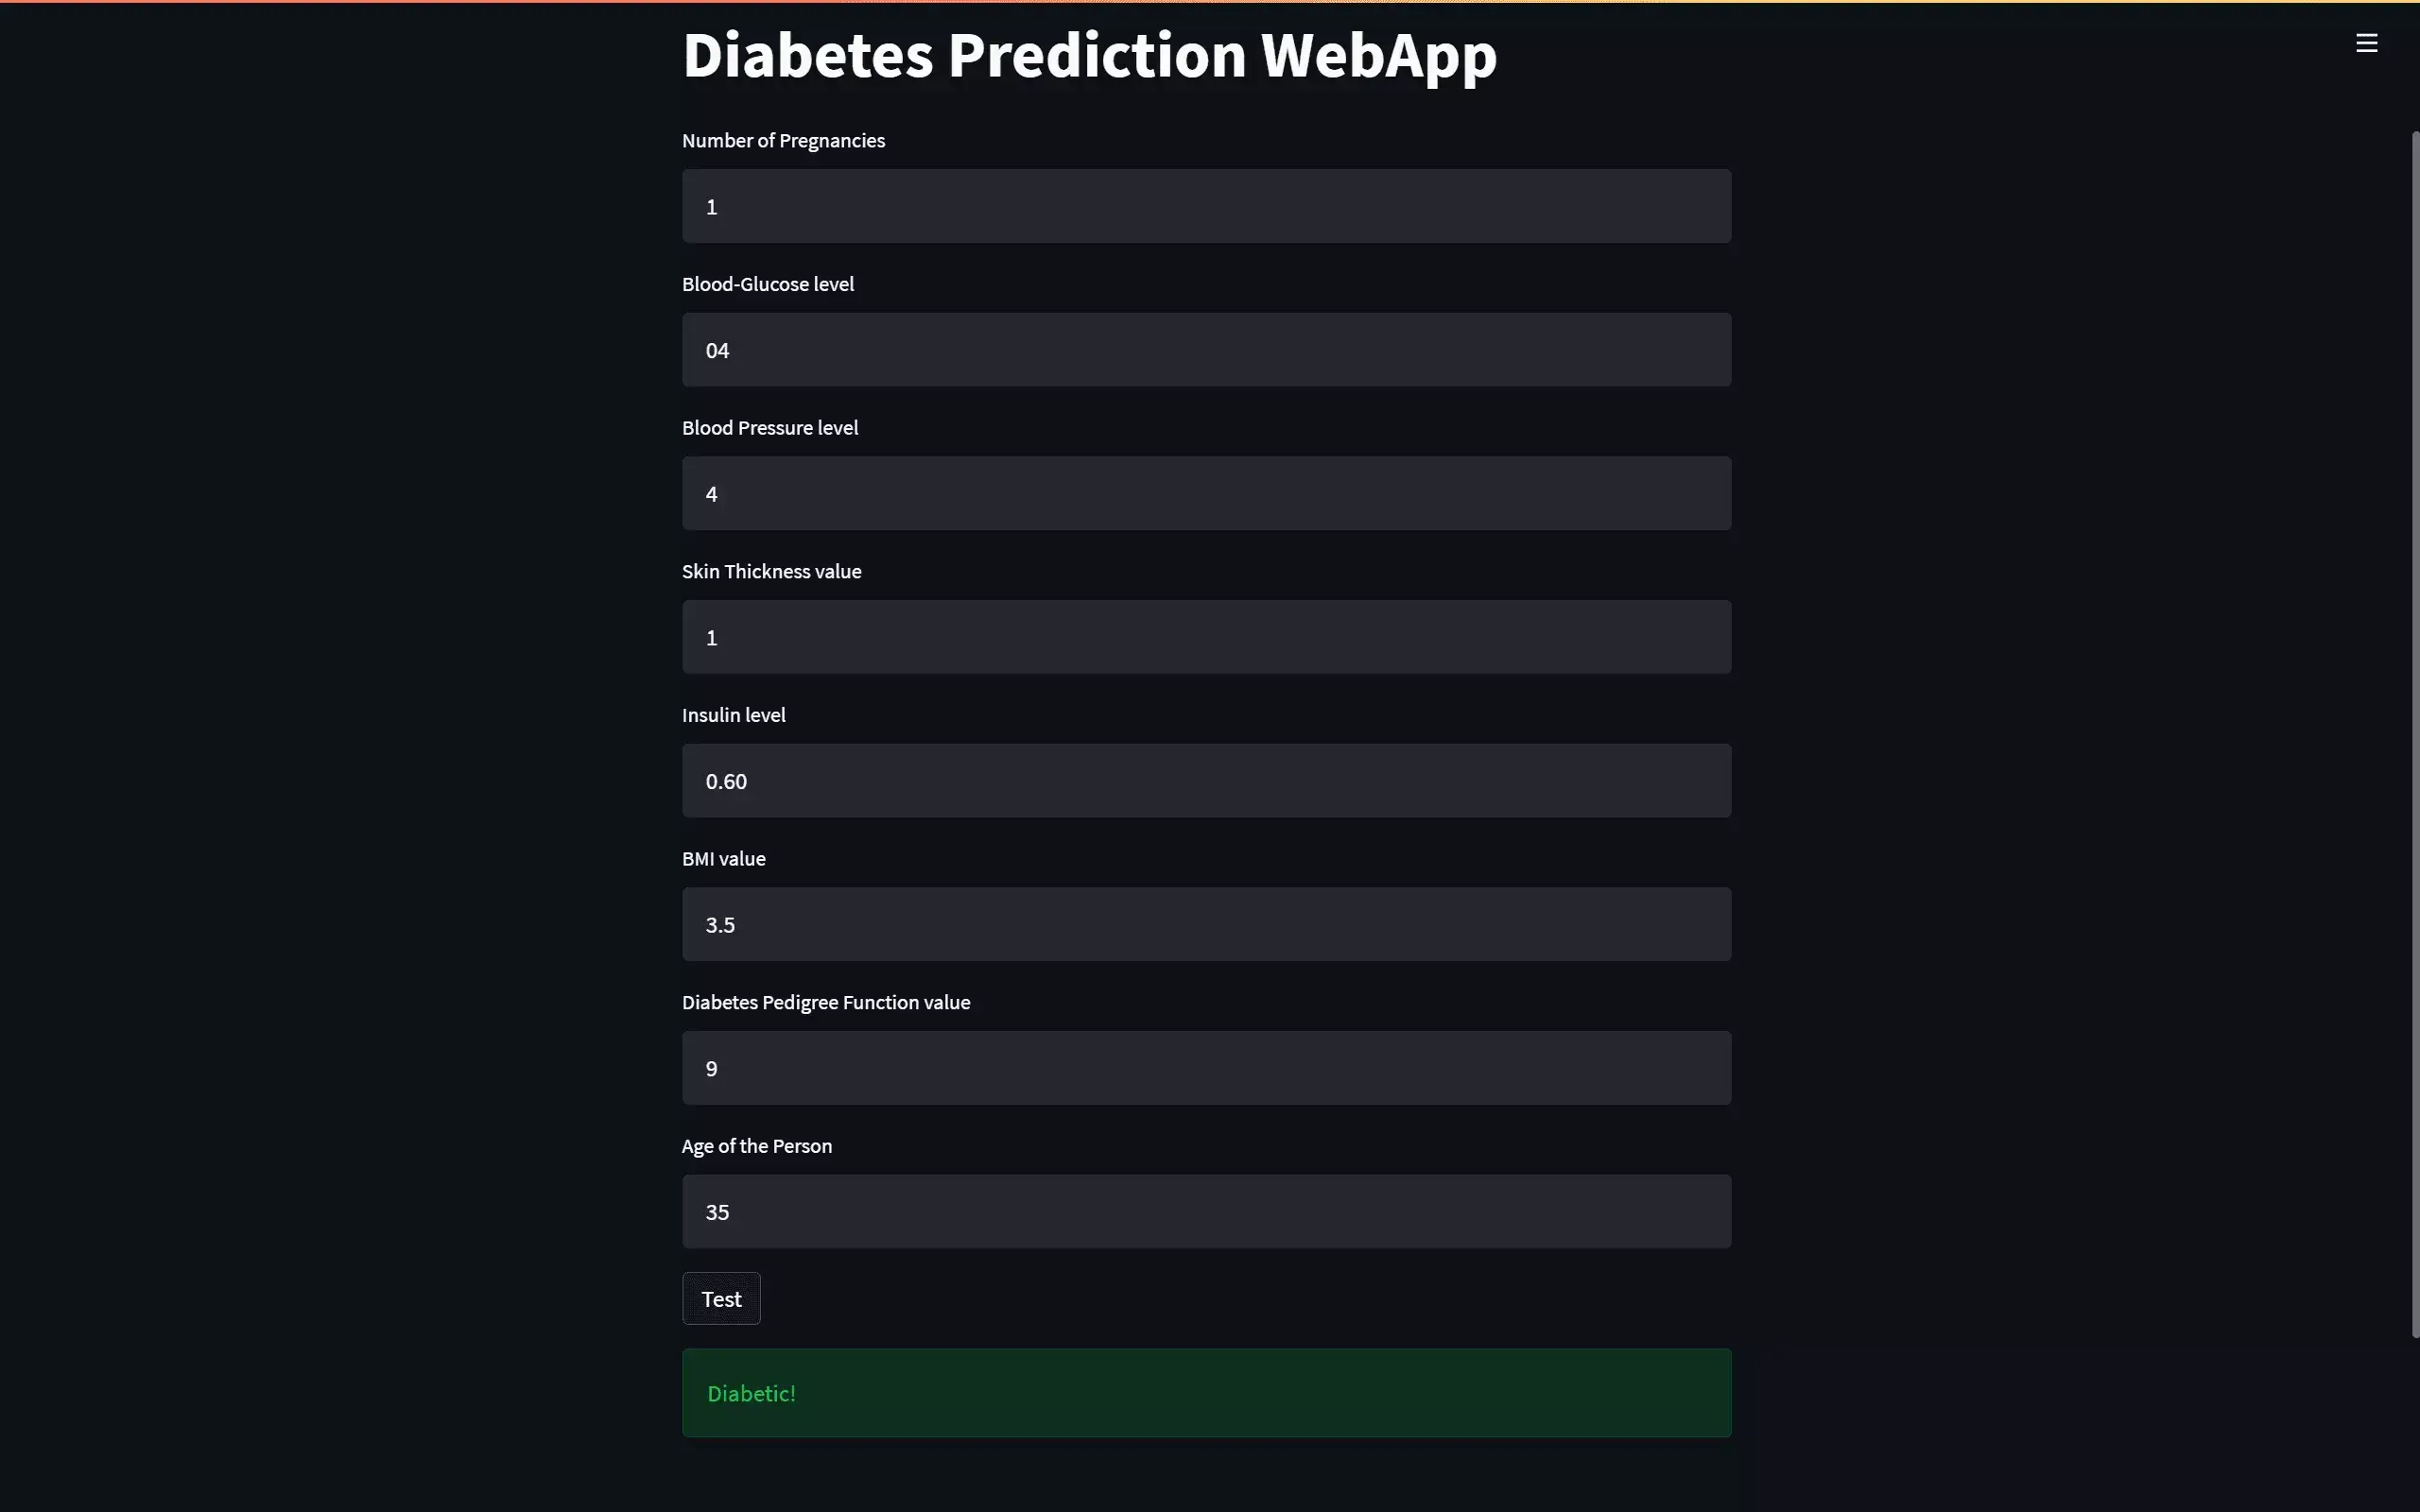 Diabetes Prediction WebApp
Number of Pregnancies
1
Blood-Glucose level
04
Blood Pressure level
4
Skin Thickness value
1
Insulin level
0.60
BMI value
3.5
Diabetes Pedigree Function value
9
Age of the Person
35
Test
Diabetic!